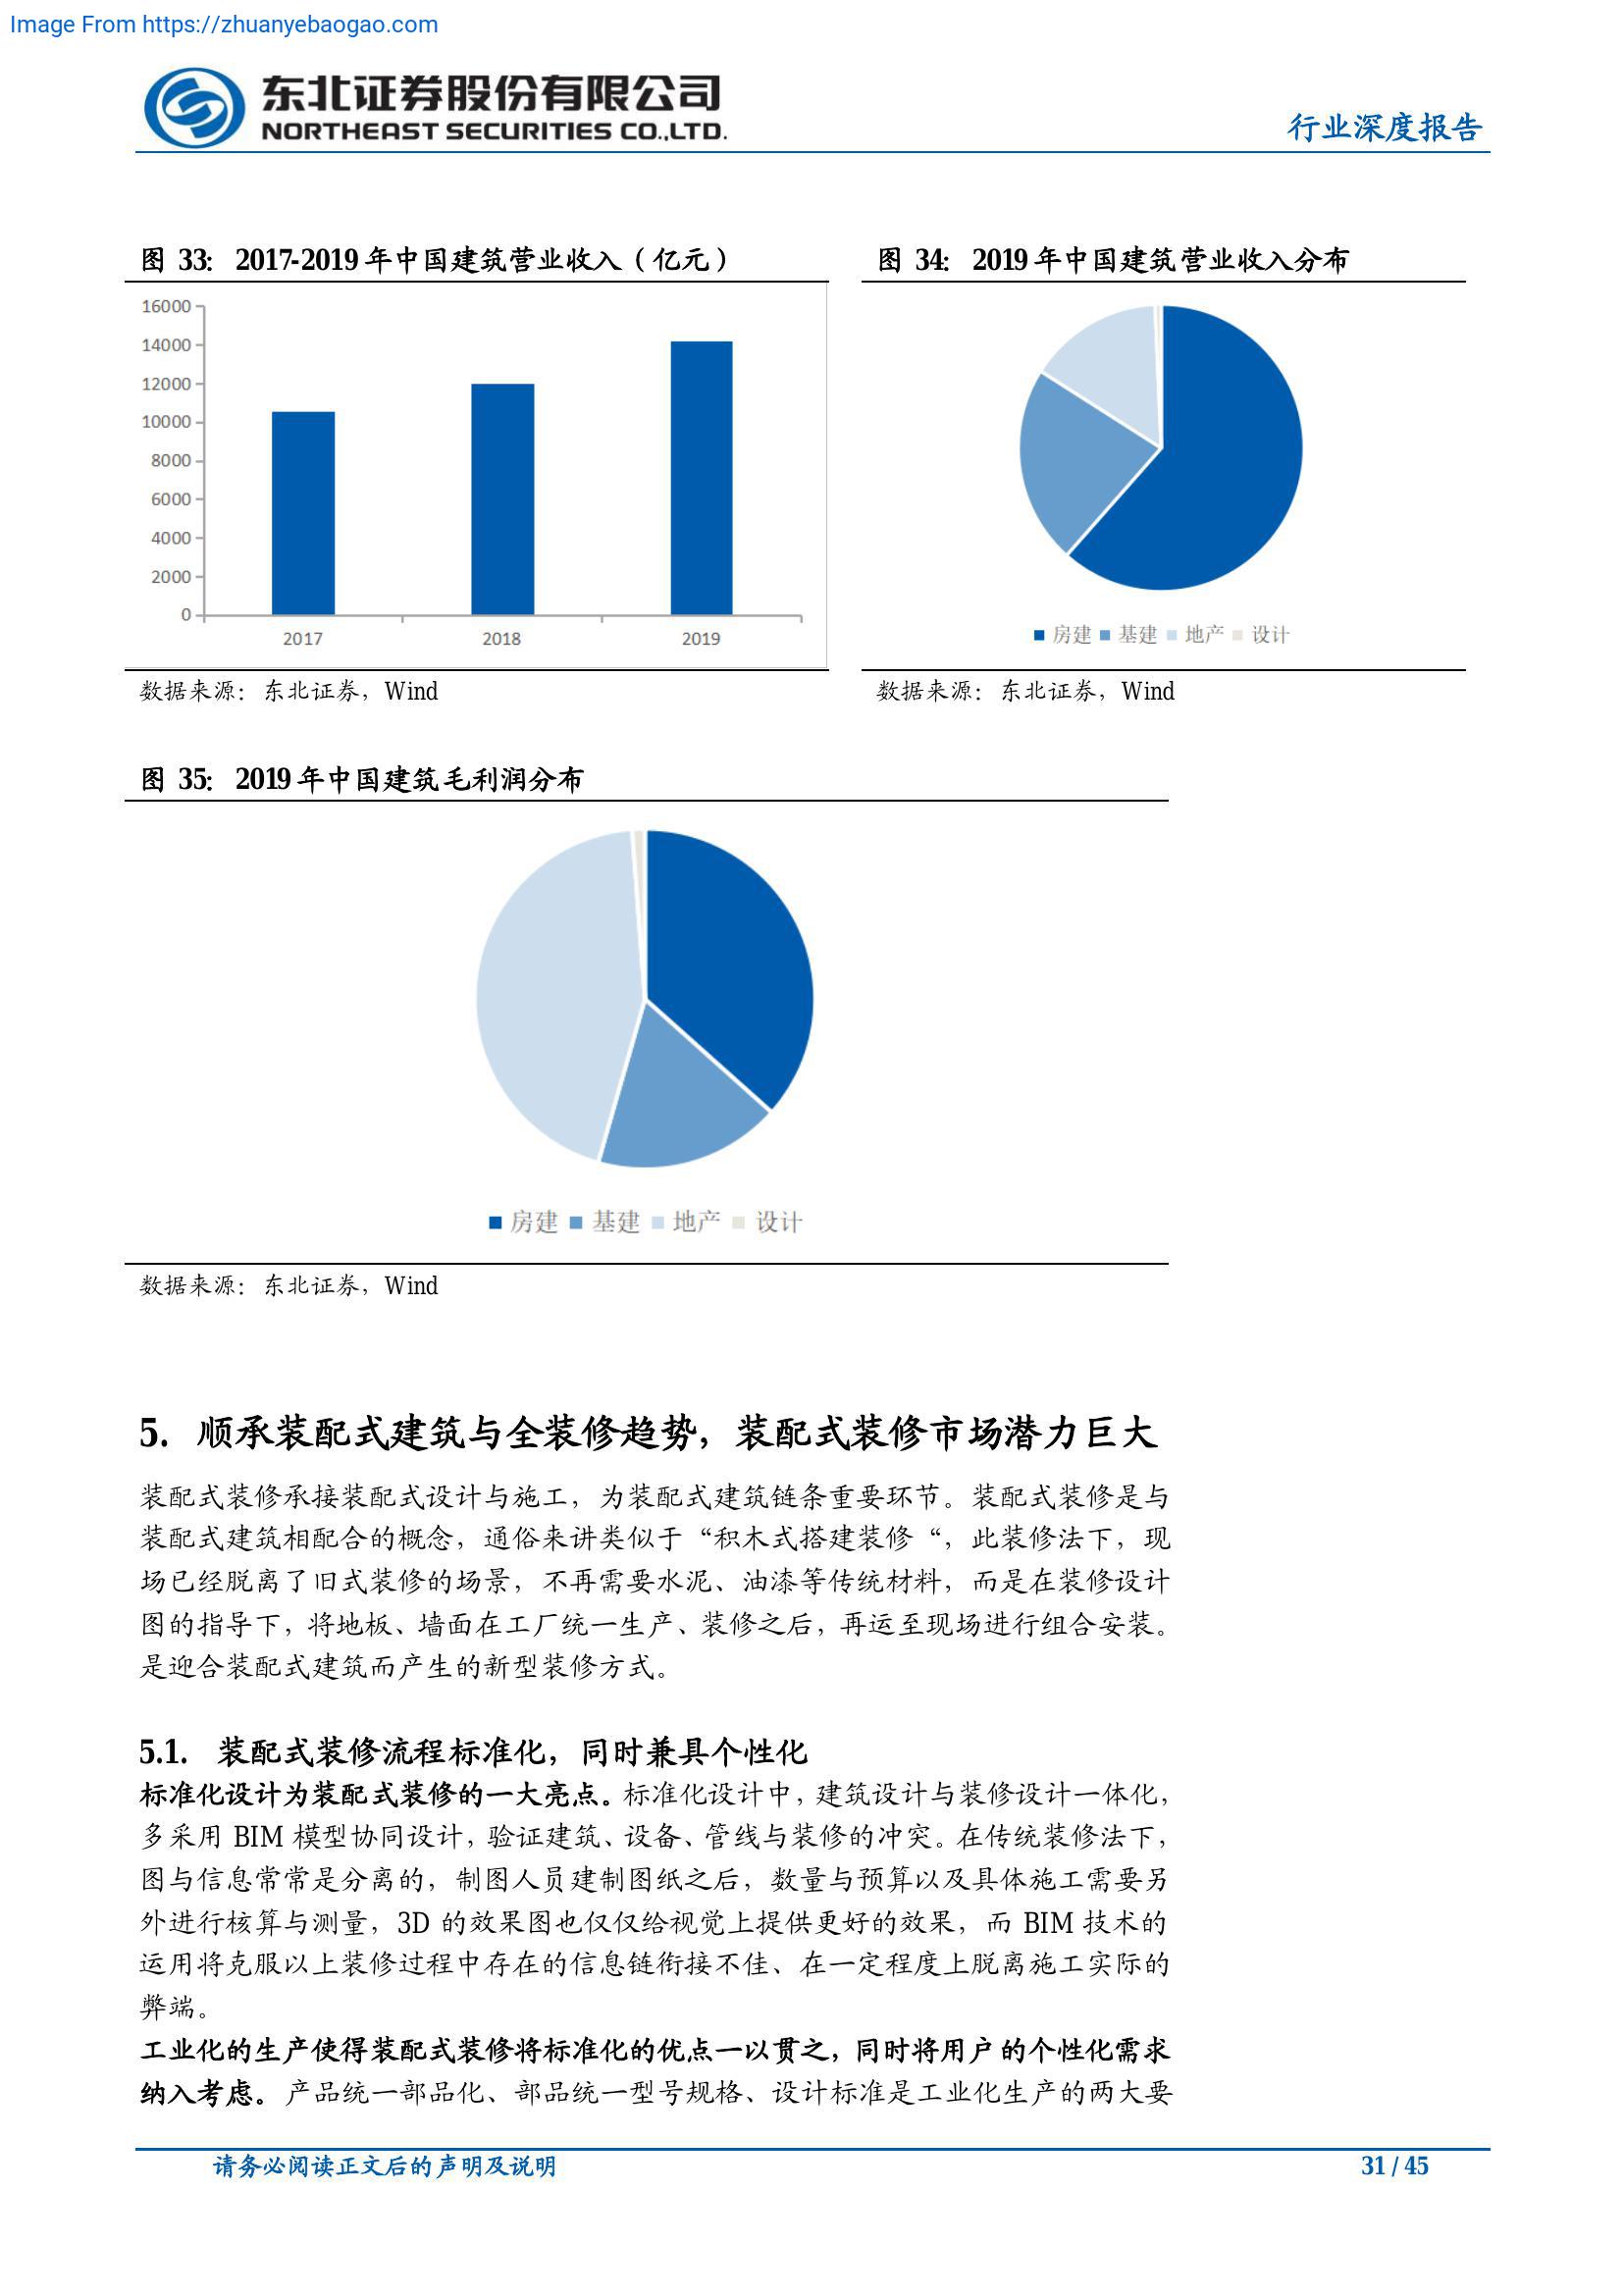 Image From https://zhuanyebaogao.com
东北证券股份有限公司
NORTHEAST SECURITIES CO.,LTD.
行业深度报告
图 33: 2017-2019 年中国建筑营业收入（亿元）
16000
14000
12000
10000
8000
6000
4000
2000
0
2017 2018 2019
数据来源：东北证券，Wind
图 34: 2019 年中国建筑营业收入分布
房建 基建 地产 设计
数据来源：东北证券，Wind
图 35: 2019 年中国建筑毛利润分布
房建 基建 地产 设计
数据来源：东北证券，Wind
5. 顺承装配式建筑与全装修趋势，装配式装修市场潜力巨大
装配式装修承接装配式设计与施工，为装配式建筑链条重要环节。装配式装修是与
装配式建筑相配合的概念，通俗来讲类似于“积木式搭建装修“，此装修法下，现
场已经脱离了旧式装修的场景，不再需要水泥、油漆等传统材料，而是在装修设计
图的指导下，将地板、墙面在工厂统一生产、装修之后，再运至现场进行组合安装。
是迎合装配式建筑而产生的新型装修方式。
5.1. 装配式装修流程标准化，同时兼具个性化
标准化设计为装配式装修的一大亮点。标准化设计中，建筑设计与装修设计一体化，
多采用 BIM 模型协同设计，验证建筑、设备、管线与装修的冲突。在传统装修法下，
图与信息常常是分离的，制图人员建制图纸之后，数量与预算以及具体施工需要另
外进行核算与测量，3D 的效果图也仅仅给视觉上提供更好的效果，而 BIM 技术的
运用将克服以上装修过程中存在的信息链衔接不佳、在一定程度上脱离施工实际的
弊端。
工业化的生产使得装配式装修将标准化的优点一以贯之，同时将用户的个性化需求
纳入考虑。产品统一部品化、部品统一型号规格、设计标准是工业化生产的两大要
请务必阅读正文后的声明及说明
31 / 45